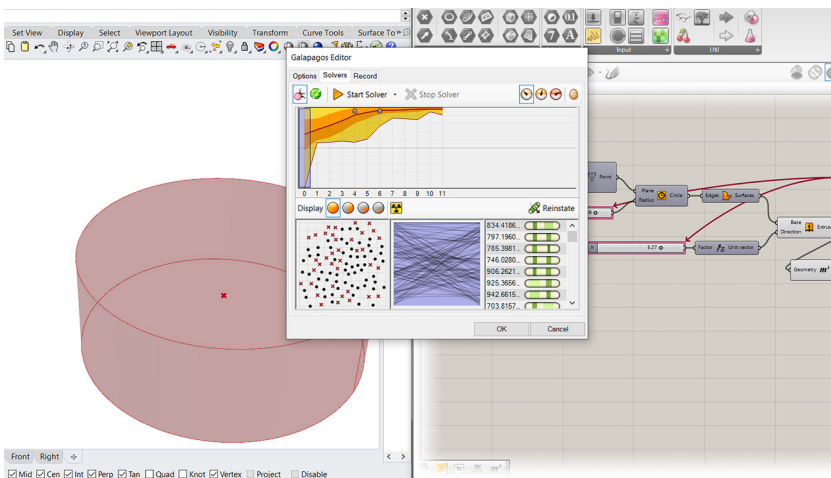 Set View Display Select Viewport Layout Visibility Transform Curve Tools Surface To »
Galapagos Editor
Options Solvers Record
Start Solver Stop Solver
0 1 2 3 4 5 6 7 8 9 10 11
Display Reinstate
834.4186..
797.1960..
785.3981..
746.0280..
906.2621..
925.3656..
942.6615..
703.8157..
OK Cancel
Input + Util +
Point
Plane
Radius
Circle
Edges Surfaces
Base
Direction
Extrus
5.27
Factor Unit vector
Geometry m³
Front Right
Mid Cen Int Perp Tan Quad Knot Vertex Project Disable